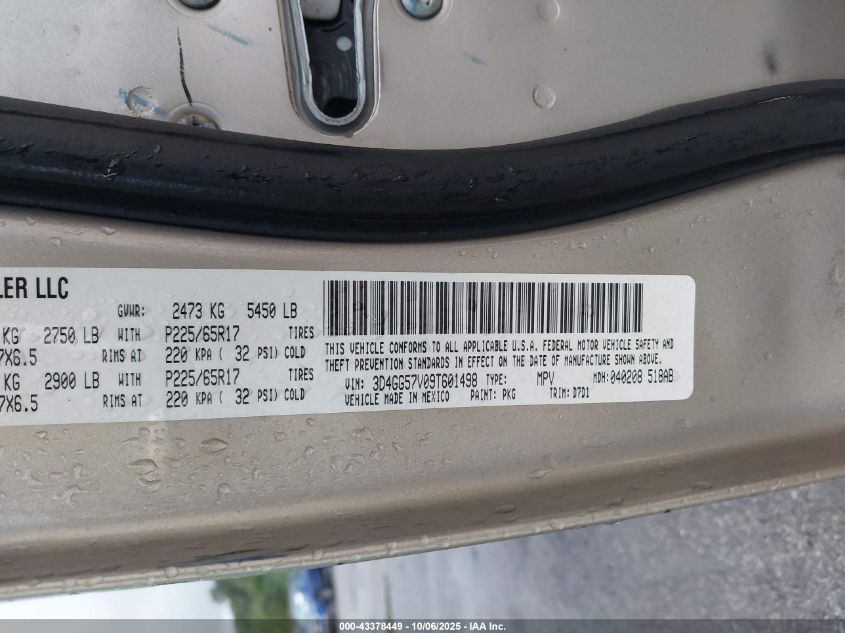 LER LLC
GVWR: 2473 KG 5450 LB
KG 2750 LB WITH P225/65R17 TIRES
7X6.5 RIMS AT 220 KPA ( 32 PSI) COLD
KG 2900 LB WITH P225/65R17 TIRES
7X6.5 RIMS AT 220 KPA ( 32 PSI) COLD
THIS VEHICLE CONFORMS TO ALL APPLICABLE U.S.A. FEDERAL MOTOR VEHICLE SAFETY AND
THEFT PREVENTION STANDARDS IN EFFECT ON THE DATE OF MANUFACTURE SHOWN ABOVE.
VIN: 3D4GG57V09T601498 TYPE: MPV MDH: 040208 518AB
VEHICLE MADE IN MEXICO PAINT: PKG TRIM: D7D1
000-43378449 - 10/06/2025 - IAA Inc.